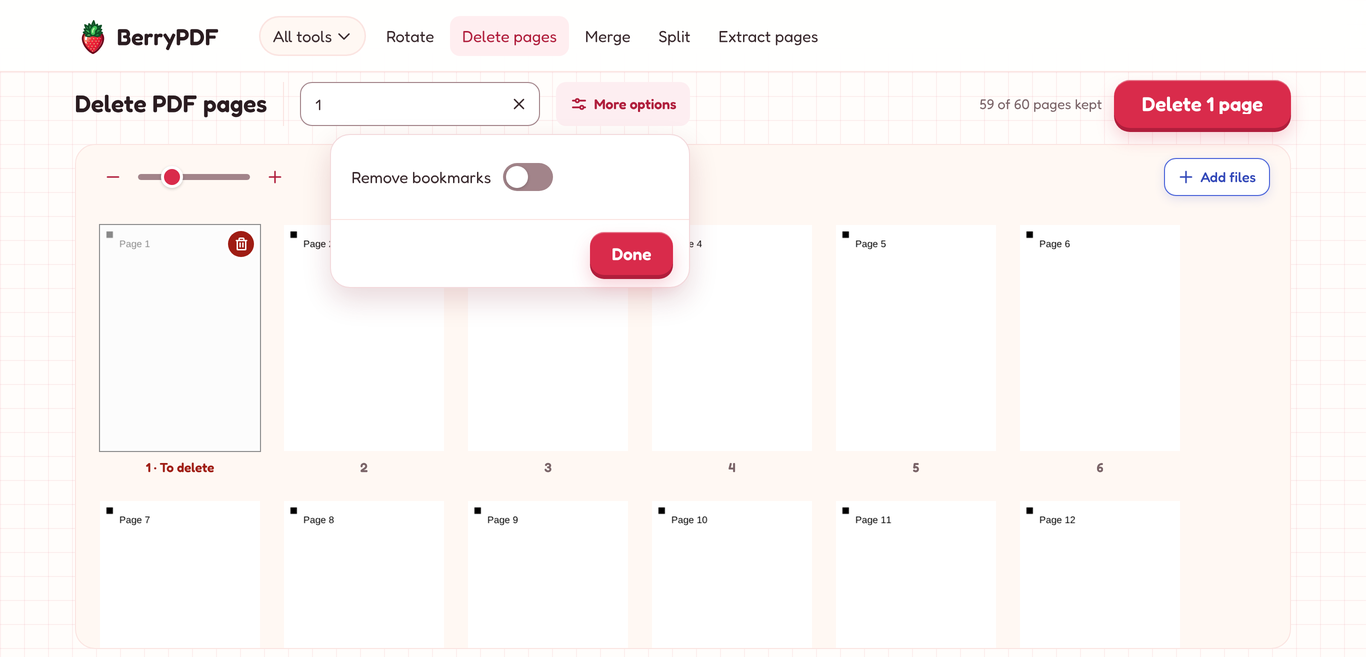 BerryPDF
All tools
Rotate
Delete pages
Merge
Split
Extract pages
Delete PDF pages
1
More options
59 of 60 pages kept
Delete 1 page
Remove bookmarks
Add files
Done
Page 1
Page
e 4
Page 5
Page 6
1 · To delete
2
3
4
5
6
Page 7
Page 8
Page 9
Page 10
Page 11
Page 12